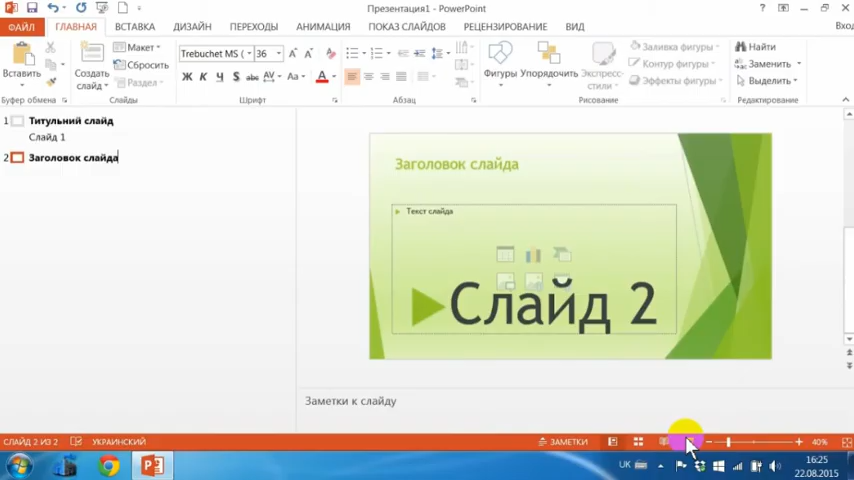 Презентация1 - PowerPoint
ФАЙЛ ГЛАВНАЯ ВСТАВКА ДИЗАЙН ПЕРЕХОДЫ АНИМАЦИЯ ПОКАЗ СЛАЙДОВ РЕЦЕНЗИРОВАНИЕ ВИД Вход
Вставить
Буфер обмена
Создать слайд
Макет
Сбросить
Раздел
Слайды
Trebuchet MS ( 36
Ж К Ч S abc AV Aa A
Шрифт
Абзац
Фигуры
Упорядочить
Экспресс-стили
Заливка фигуры
Контур фигуры
Эффекты фигуры
Рисование
Найти
Заменить
Выделить
Редактирование
1 Титульний слайд
Слайд 1
2 Заголовок слайда
Заголовок слайда
Текст слайда
Слайд 2
Заметки к слайду
СЛАЙД 2 ИЗ 2 УКРАИНСКИЙ ЗАМЕТКИ 40%
UK 16:25
22.08.2015